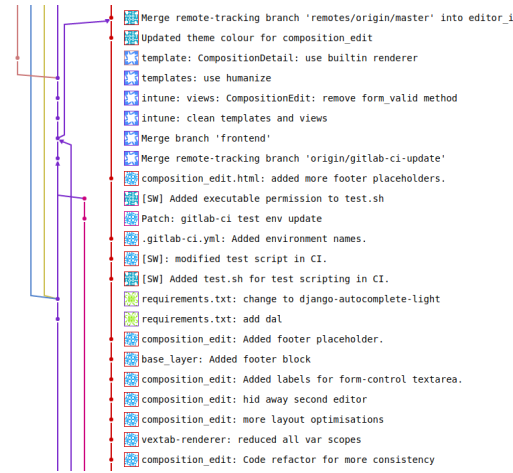 Merge remote-tracking branch 'remotes/origin/master' into editor_i
Updated theme colour for composition_edit
template: CompositionDetail: use builtin renderer
templates: use humanize
intune: views: CompositionEdit: remove form_valid method
intune: clean templates and views
Merge branch 'frontend'
Merge remote-tracking branch 'origin/gitlab-ci-update'
composition_edit.html: added more footer placeholders.
[SW] Added executable permission to test.sh
Patch: gitlab-ci test env update
.gitlab-ci.yml: Added environment names.
[SW]: modified test script in CI.
[SW] Added test.sh for test scripting in CI.
requirements.txt: change to django-autocomplete-light
requirements.txt: add dal
composition_edit: Added footer placeholder.
base_layer: Added footer block
composition_edit: Added labels for form-control textarea.
composition_edit: hid away second editor
composition_edit: more layout optimisations
vextab-renderer: reduced all var scopes
composition_edit: Code refactor for more consistency